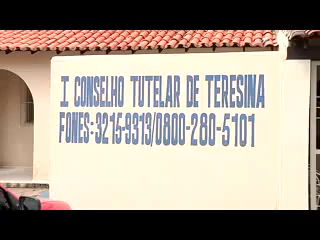 I CONSELHO TUTELAR DE TERESINA
FONES:3215-9313/0800-280-5101